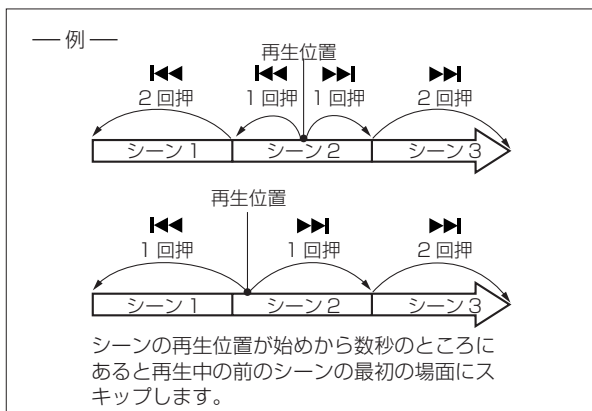 — 例 —
再生位置
2 回押 1 回押 1 回押 2 回押
シーン 1 シーン 2 シーン 3
再生位置
1 回押 1 回押 2 回押
シーン 1 シーン 2 シーン 3
シーンの再生位置が始めから数秒のところに
あると再生中の前のシーンの最初の場面にス
キップします。